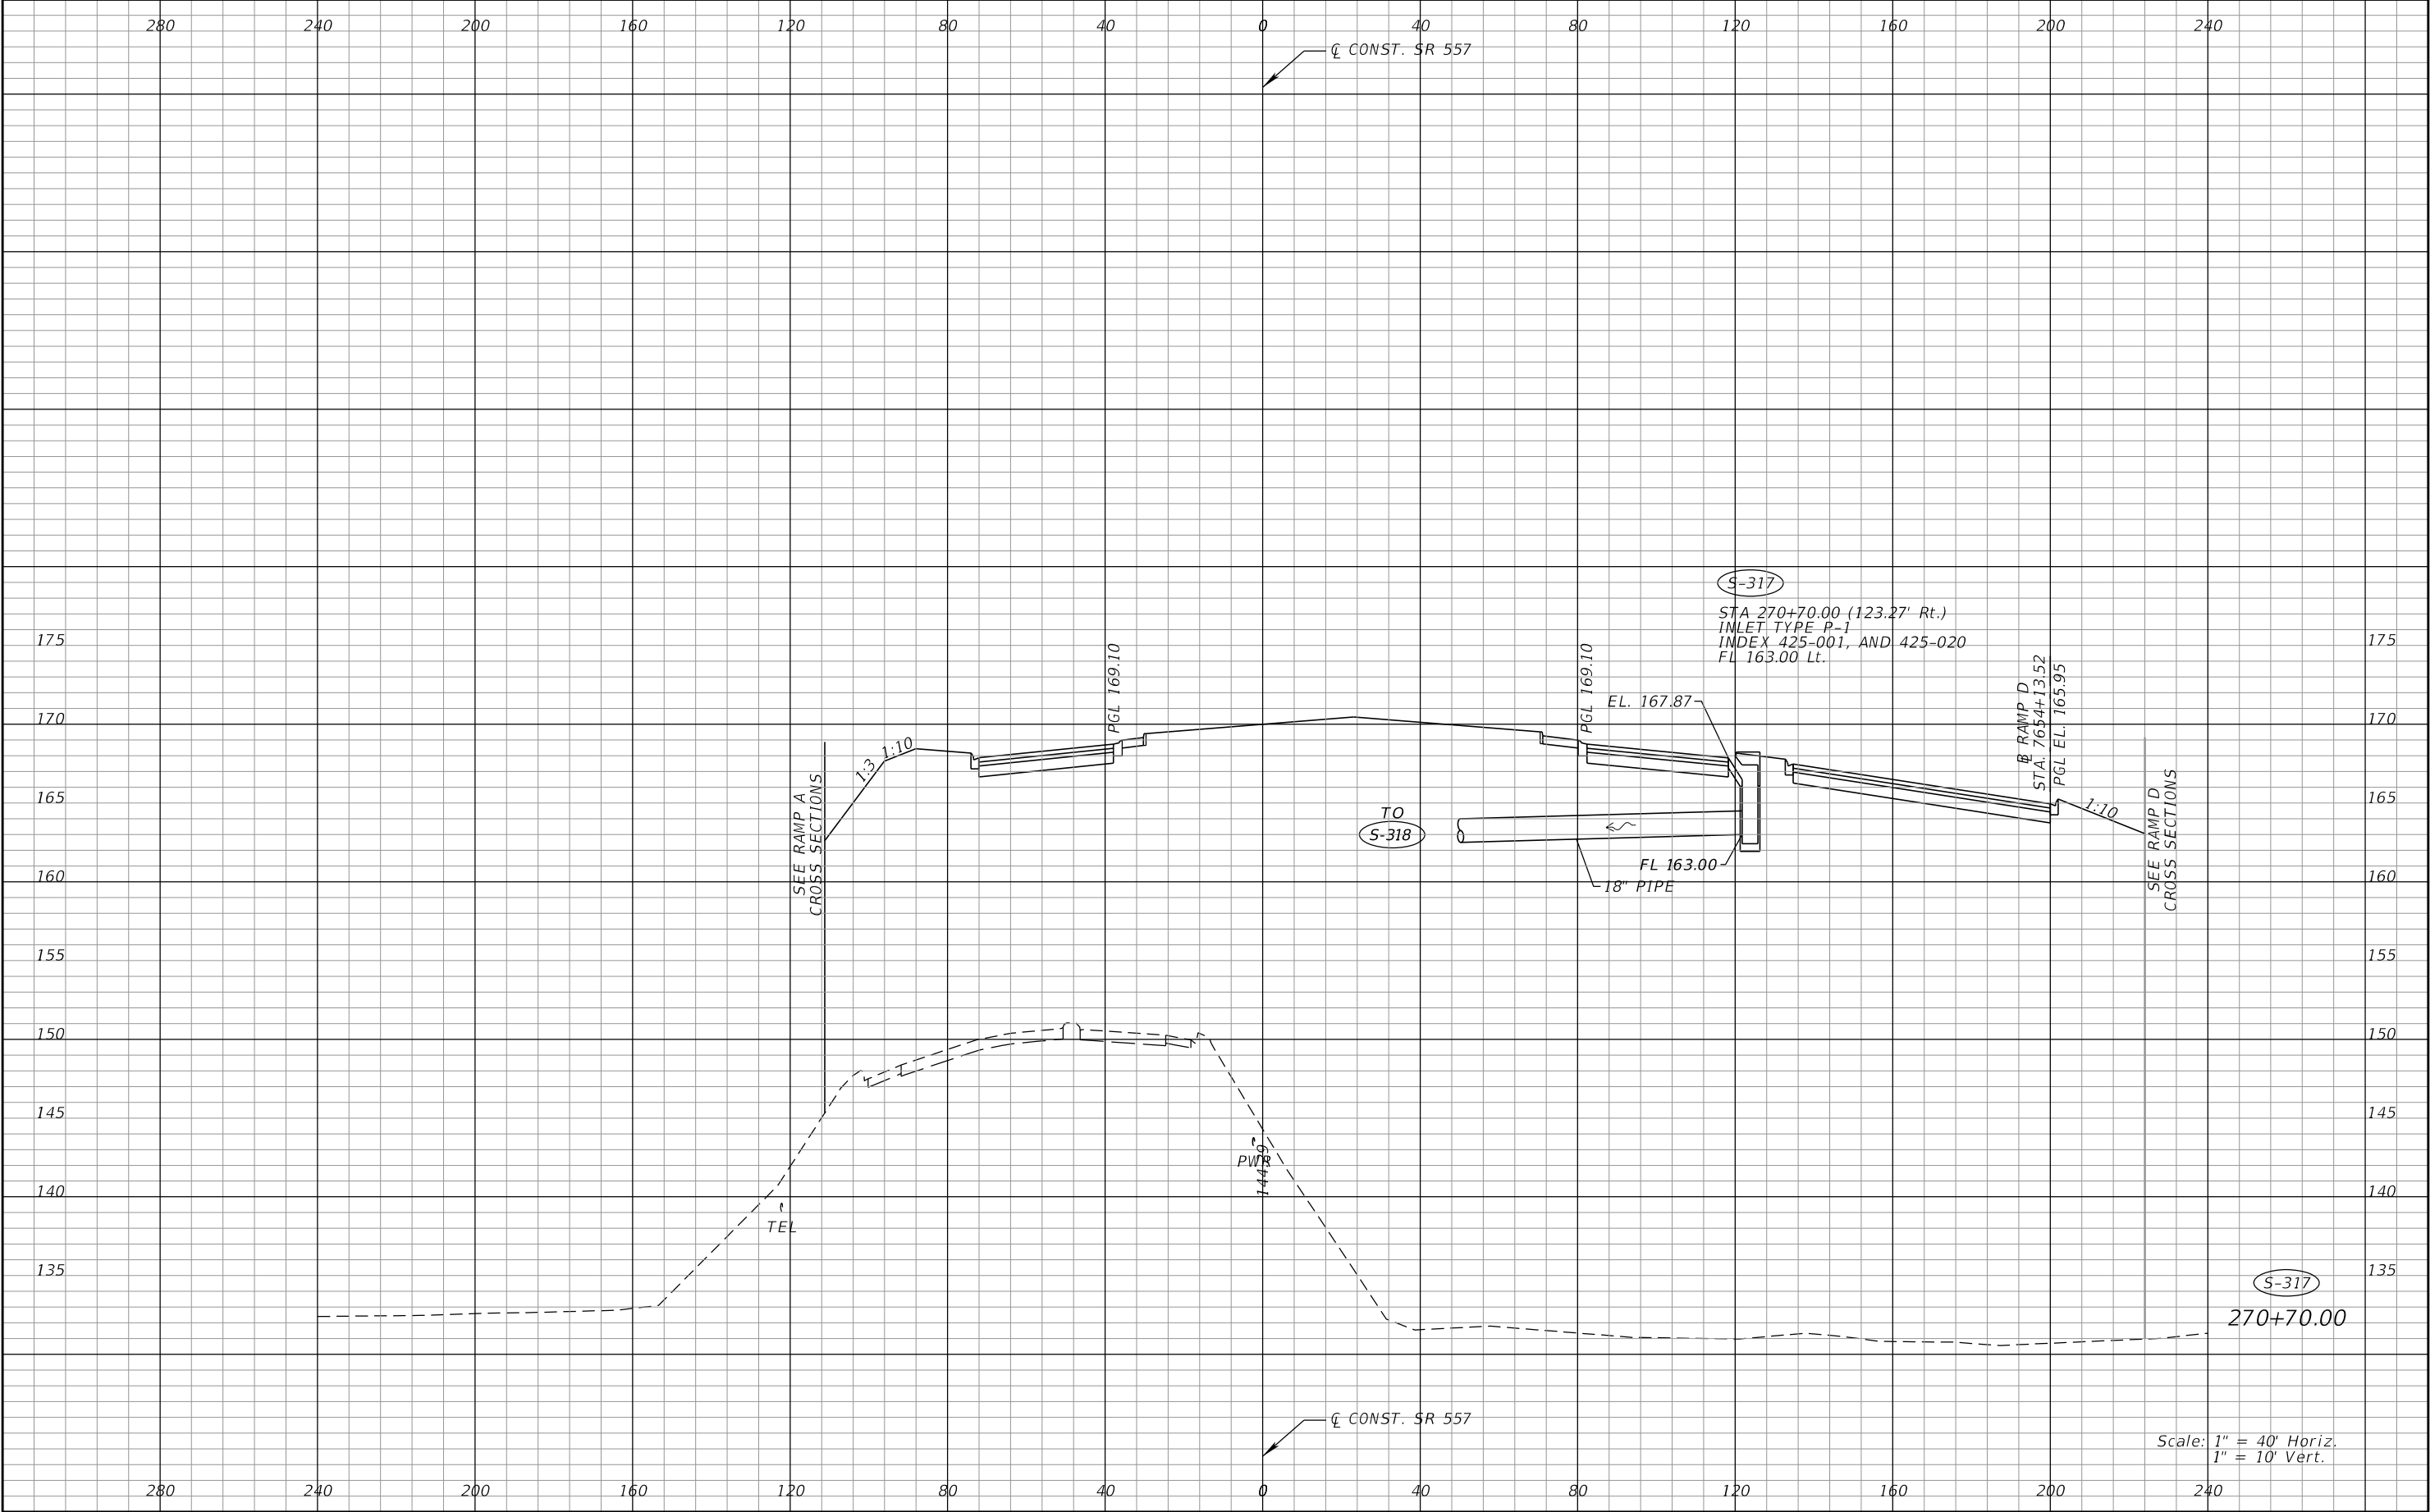 280 240 200 160 120 80 40 0 40 80 120 160 200 240
℄ CONST. SR 557
S-317
STA 270+70.00 (123.27' Rt.)
INLET TYPE P-1
INDEX 425-001, AND 425-020
FL 163.00 Lt.
175 175
PGL 169.10
PGL 169.10
EL. 167.87
℄ RAMP D
STA. 7654+13.52
PGL EL. 165.95
170 170
1:3
1:10
SEE RAMP A
CROSS SECTIONS
165 165
TO
S-318
1:10
SEE RAMP D
CROSS SECTIONS
FL 163.00
18" PIPE
160 160
155 155
150 150
145 145
PWR
144.29
140 140
TEL
135 135
S-317
270+70.00
℄ CONST. SR 557
Scale: 1" = 40' Horiz.
1" = 10' Vert.
280 240 200 160 120 80 40 0 40 80 120 160 200 240